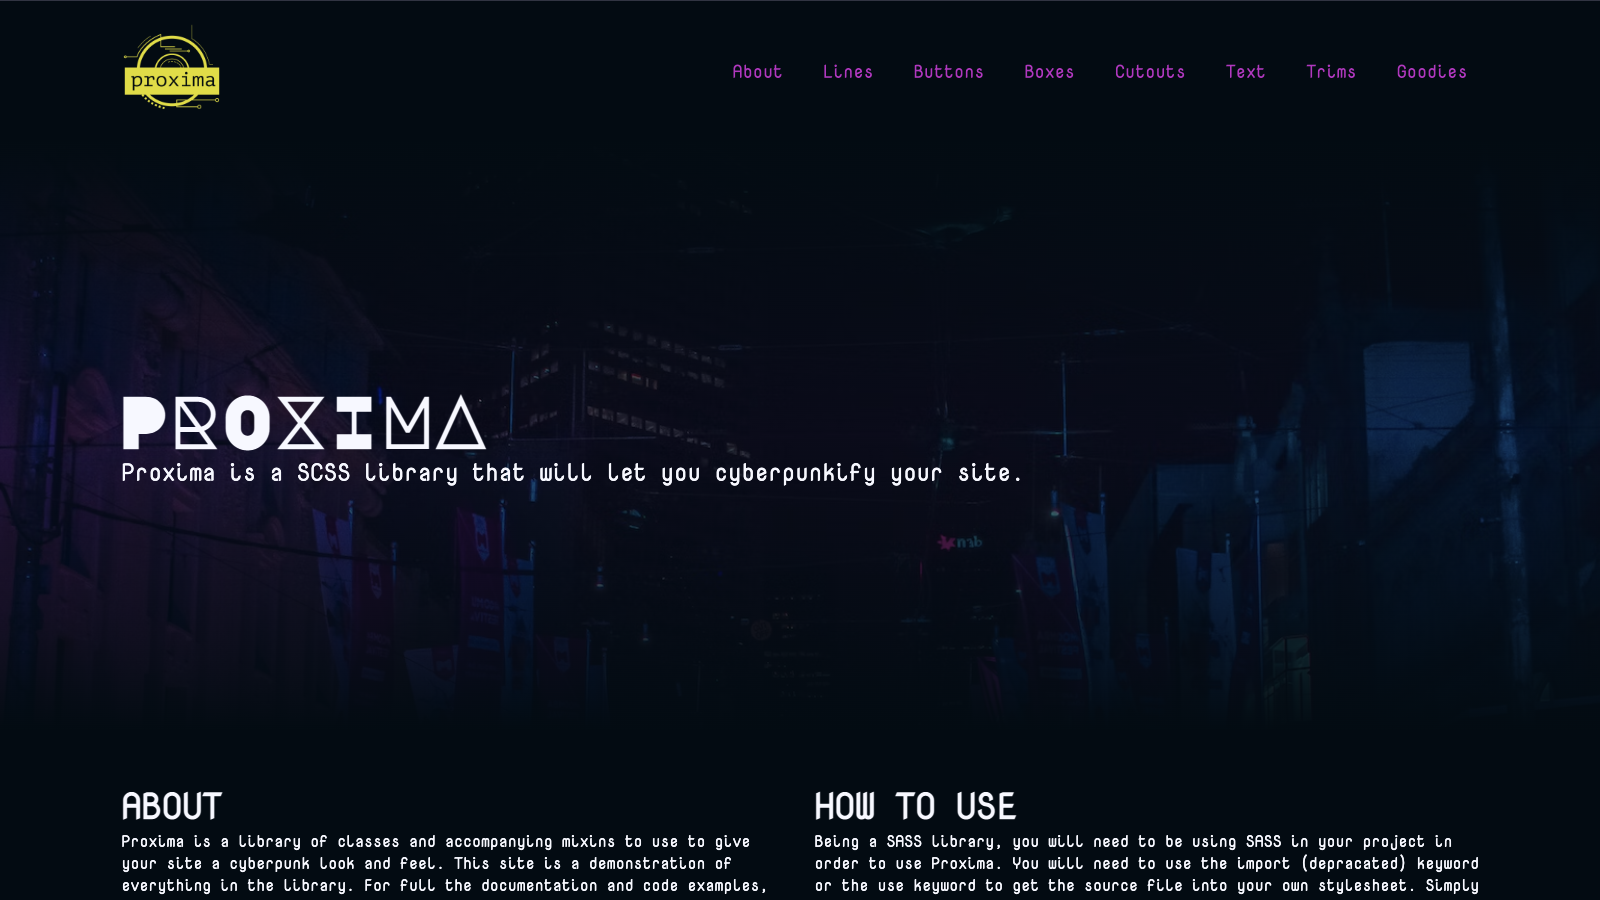 proxima
About Lines Buttons Boxes Cutouts Text Trims Goodies
PROXIMA
Proxima is a SCSS library that will let you cyberpunkify your site.
n3b
ABOUT
Proxima is a library of classes and accompanying mixins to use to give
your site a cyberpunk look and feel. This site is a demonstration of
everything in the library. For full the documentation and code examples,
HOW TO USE
Being a SASS library, you will need to be using SASS in your project in
order to use Proxima. You will need to use the import (depracated) keyword
or the use keyword to get the source file into your own stylesheet. Simply